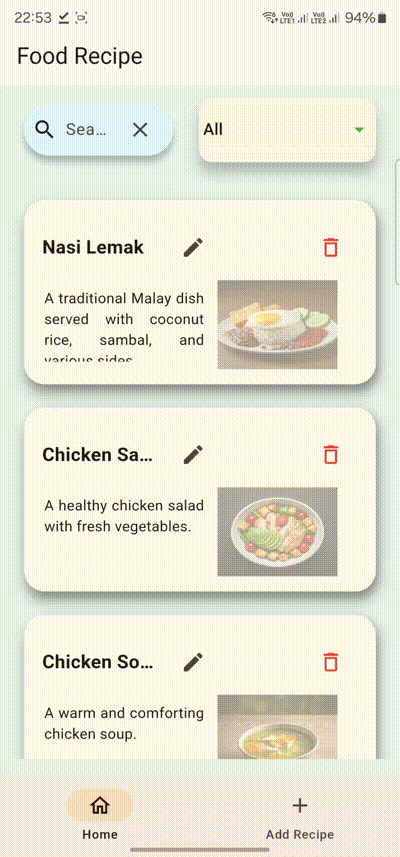 22:53 Vo)) LTE1 Vo)) LTE2 94%
Food Recipe
Sea... All
Nasi Lemak
A traditional Malay dish
served with coconut
rice, sambal, and
various sides.
Chicken Sa...
A healthy chicken salad
with fresh vegetables.
Chicken So...
A warm and comforting
chicken soup.
Home Add Recipe